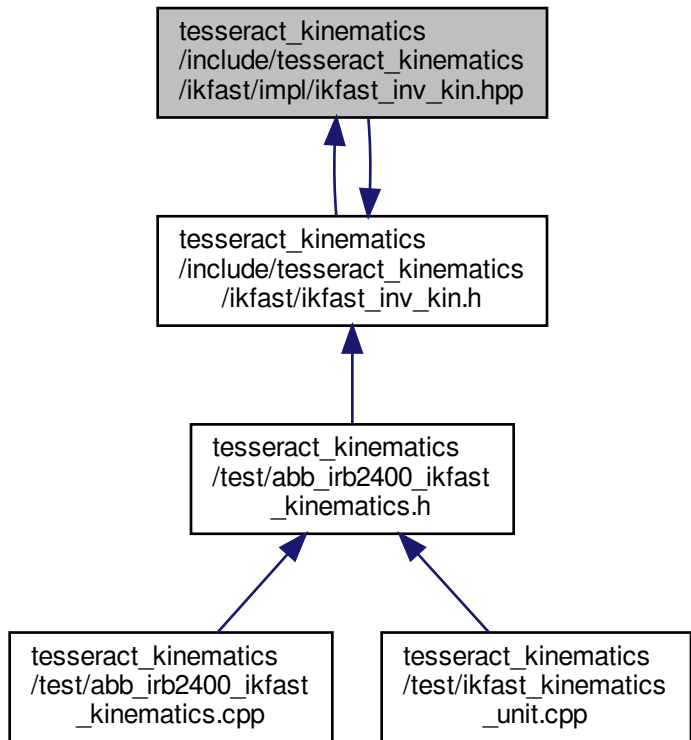 tesseract_kinematics
/include/tesseract_kinematics
/ikfast/impl/ikfast_inv_kin.hpp
tesseract_kinematics
/include/tesseract_kinematics
/ikfast/ikfast_inv_kin.h
tesseract_kinematics
/test/abb_irb2400_ikfast
_kinematics.h
tesseract_kinematics
/test/abb_irb2400_ikfast
_kinematics.cpp
tesseract_kinematics
/test/ikfast_kinematics
_unit.cpp